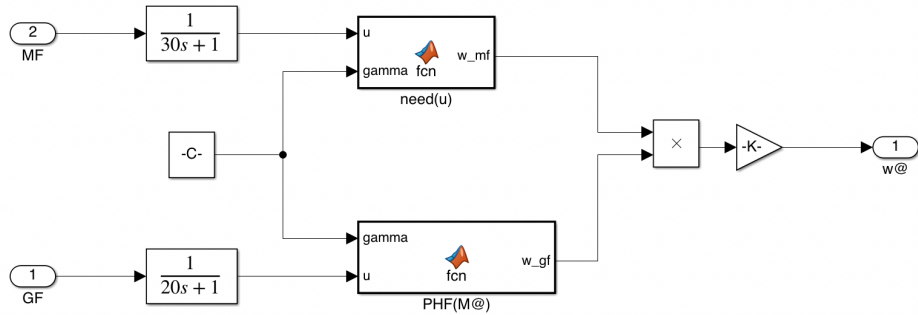 2
MF
1
30s + 1
u
gamma
fcn
w_mf
need(u)
-C-
×
-K-
1
w@
gamma
u
fcn
w_gf
PHF(M@)
1
GF
1
20s + 1